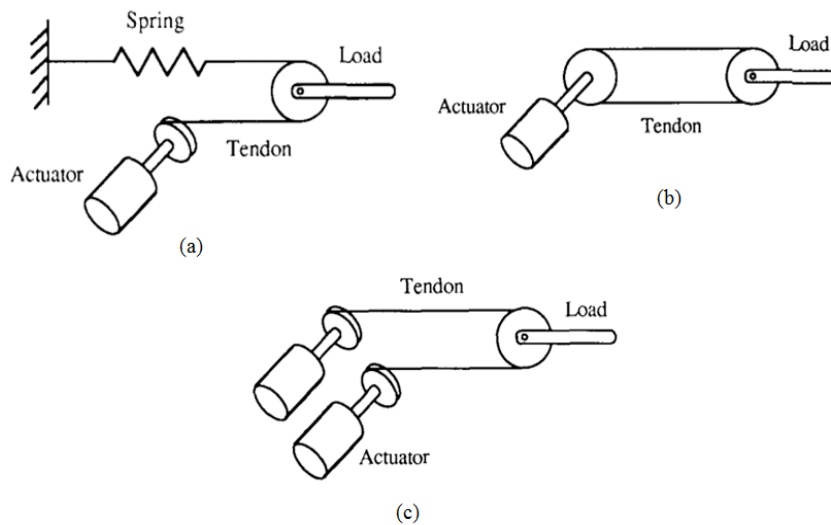 Spring
Load
Tendon
Actuator
(a)
Load
Actuator
Tendon
(b)
Tendon
Load
Actuator
(c)